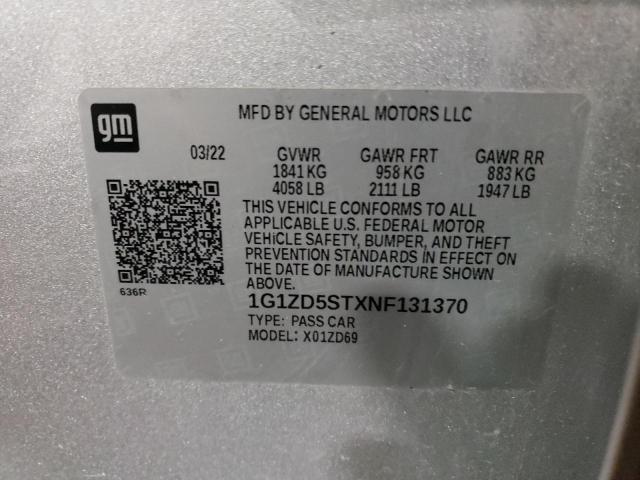 gm
MFD BY GENERAL MOTORS LLC
03/22 GVWR GAWR FRT GAWR RR
1841 KG 958 KG 883 KG
4058 LB 2111 LB 1947 LB
THIS VEHICLE CONFORMS TO ALL
APPLICABLE U.S. FEDERAL MOTOR
VEHICLE SAFETY, BUMPER, AND THEFT
PREVENTION STANDARDS IN EFFECT ON
THE DATE OF MANUFACTURE SHOWN
ABOVE.
636R
1G1ZD5STXNF131370
TYPE: PASS CAR
MODEL: X01ZD69